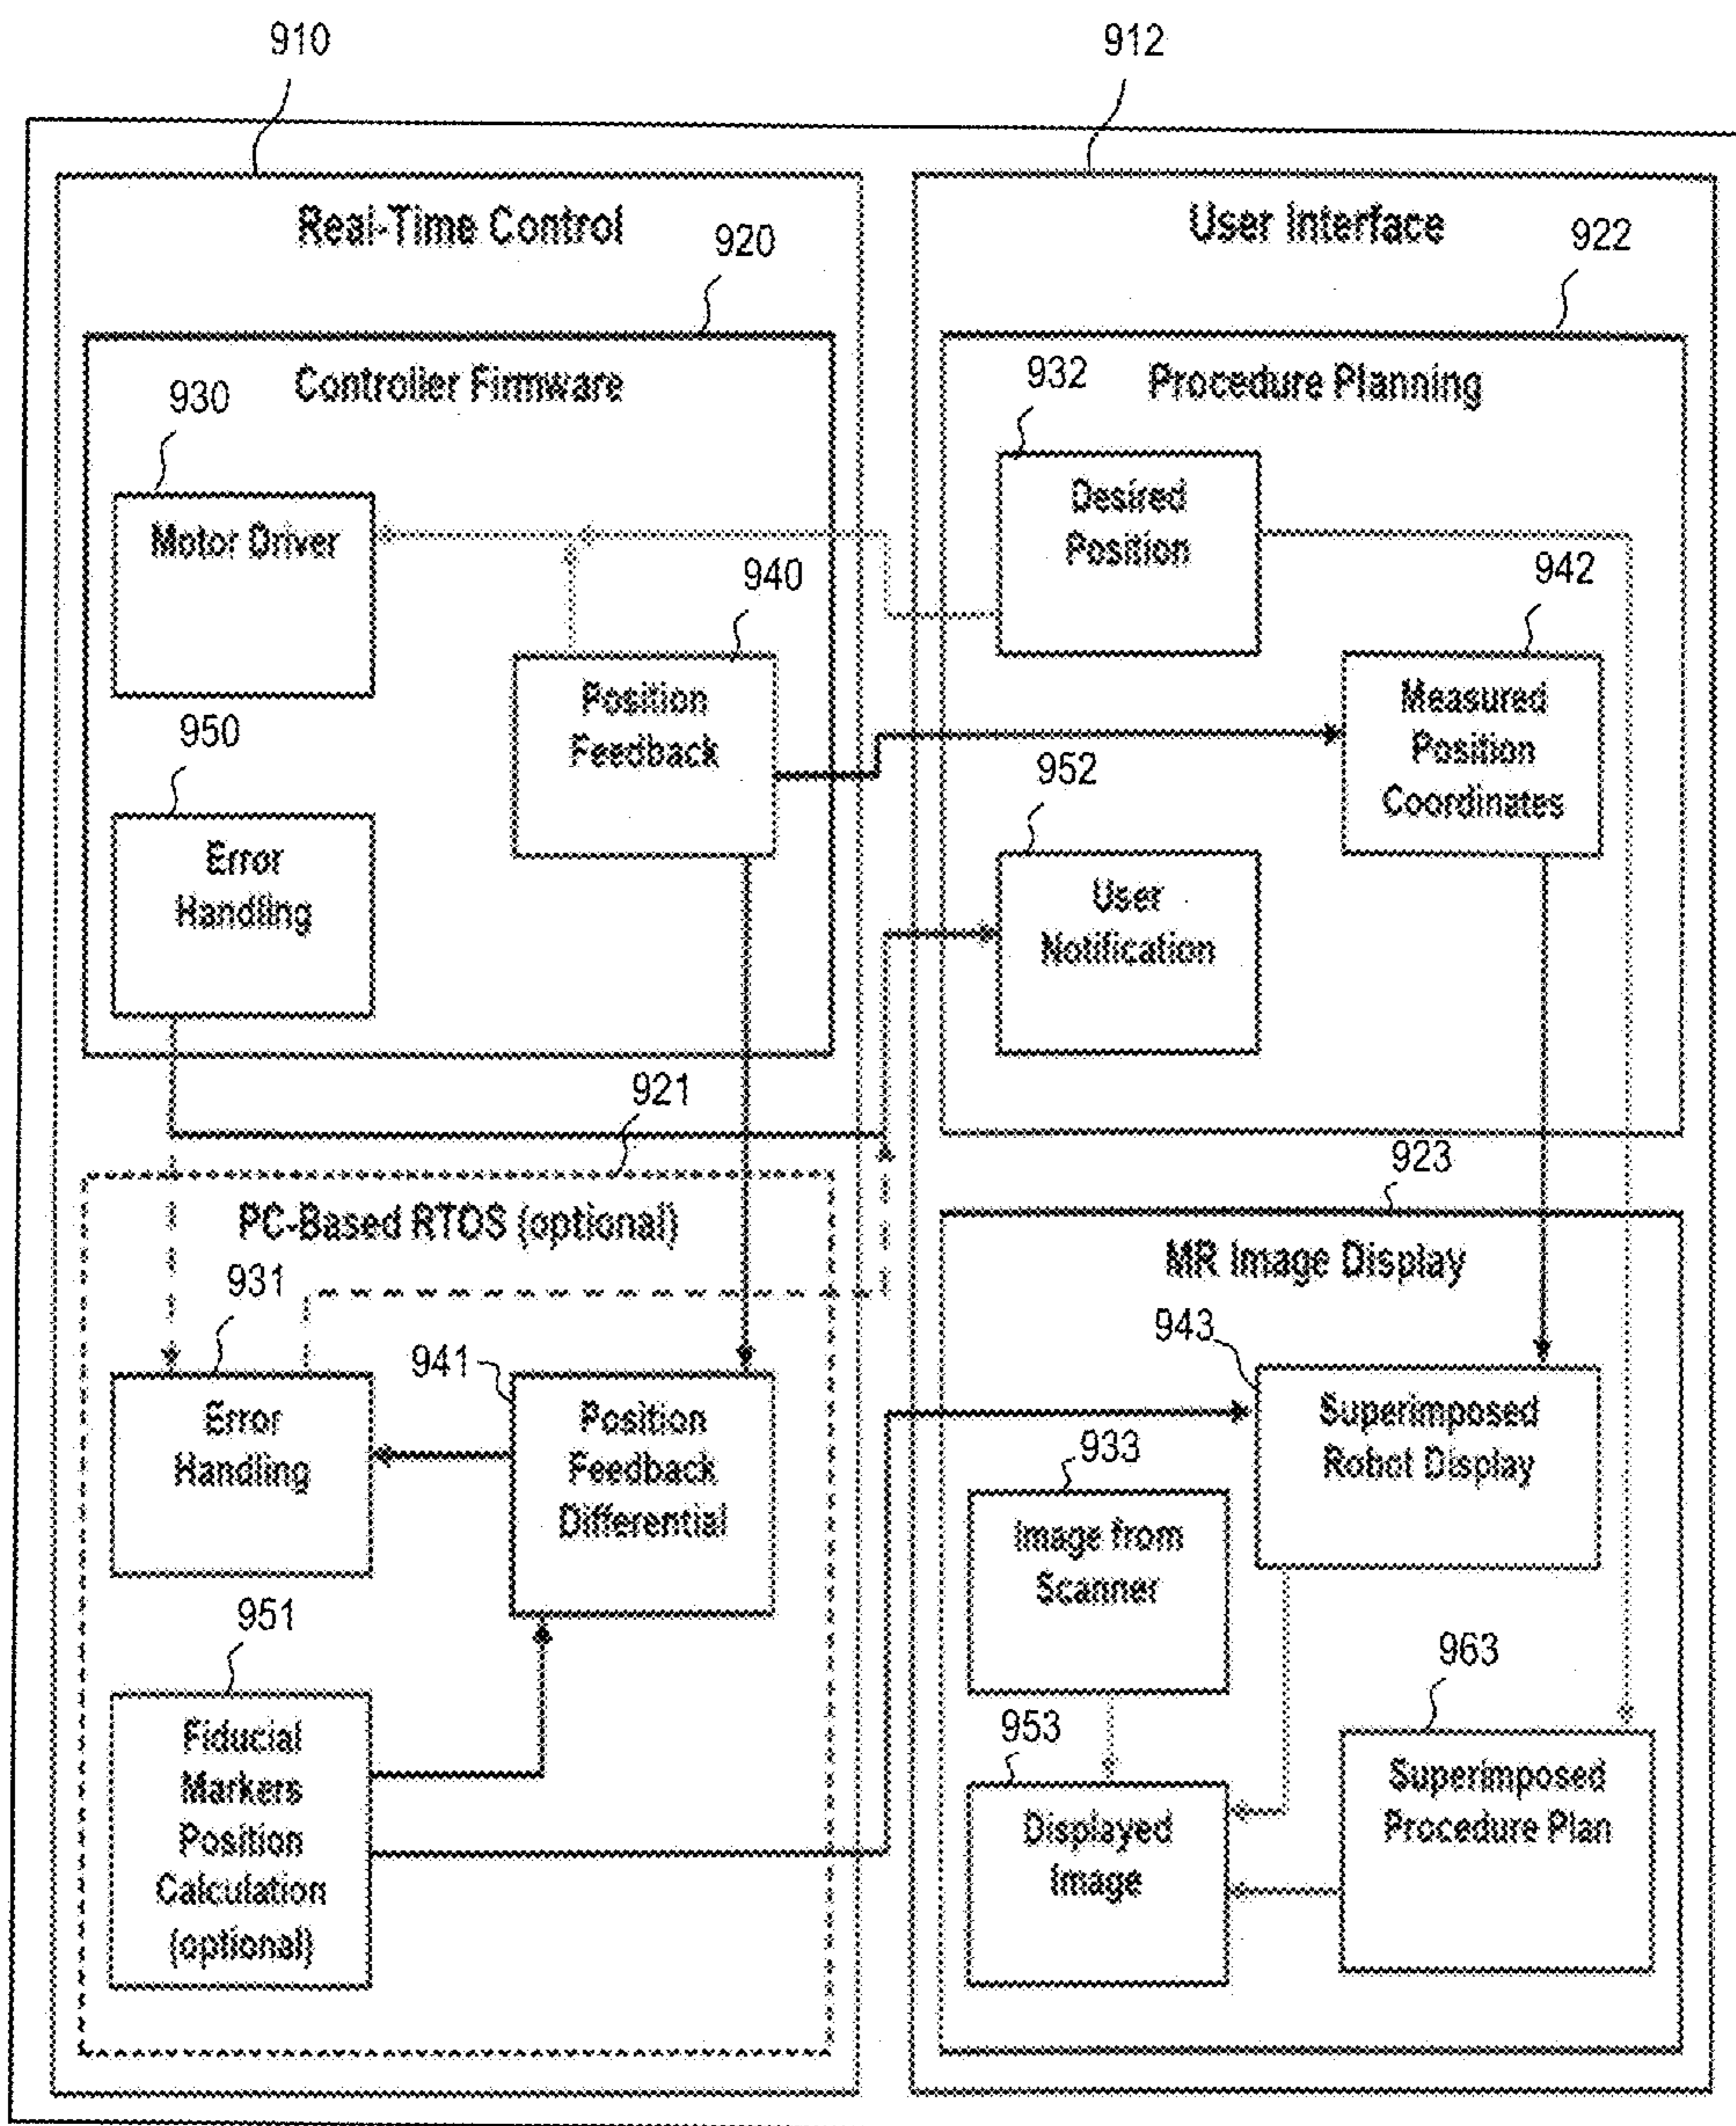 910
912
Real-Time Control
920
Controller Firmware
930
Motor Driver
940
Position
Feedback
950
Error
Handling
921
PC-Based RTOS (optional)
931
Error
Handling
941
Position
Feedback
Differential
951
Fiducial
Markers
Position
Calculation
(optional)
User Interface
922
Procedure Planning
932
Desired
Position
942
Measured
Position
Coordinates
952
User
Notification
923
MR Image Display
943
Superimposed
Robot Display
933
Image from
Scanner
953
Displayed
Image
963
Superimposed
Procedure Plan